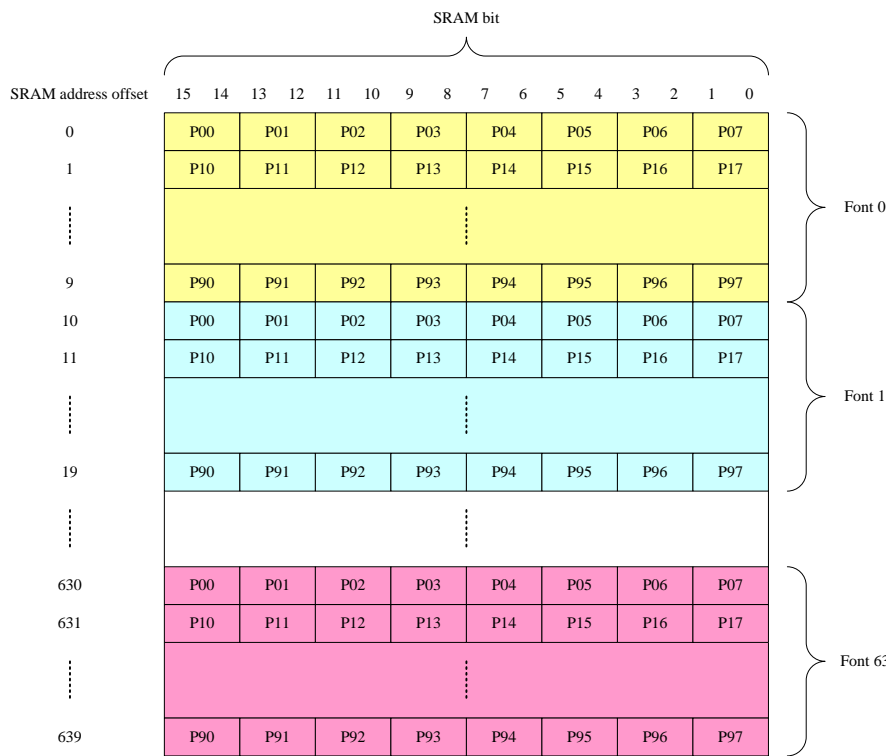 SRAM bit
SRAM address offset 15 14 13 12 11 10 9 8 7 6 5 4 3 2 1 0
0 P00 P01 P02 P03 P04 P05 P06 P07
1 P10 P11 P12 P13 P14 P15 P16 P17
Font 0
9 P90 P91 P92 P93 P94 P95 P96 P97
10 P00 P01 P02 P03 P04 P05 P06 P07
11 P10 P11 P12 P13 P14 P15 P16 P17
Font 1
19 P90 P91 P92 P93 P94 P95 P96 P97
630 P00 P01 P02 P03 P04 P05 P06 P07
631 P10 P11 P12 P13 P14 P15 P16 P17
Font 63
639 P90 P91 P92 P93 P94 P95 P96 P97